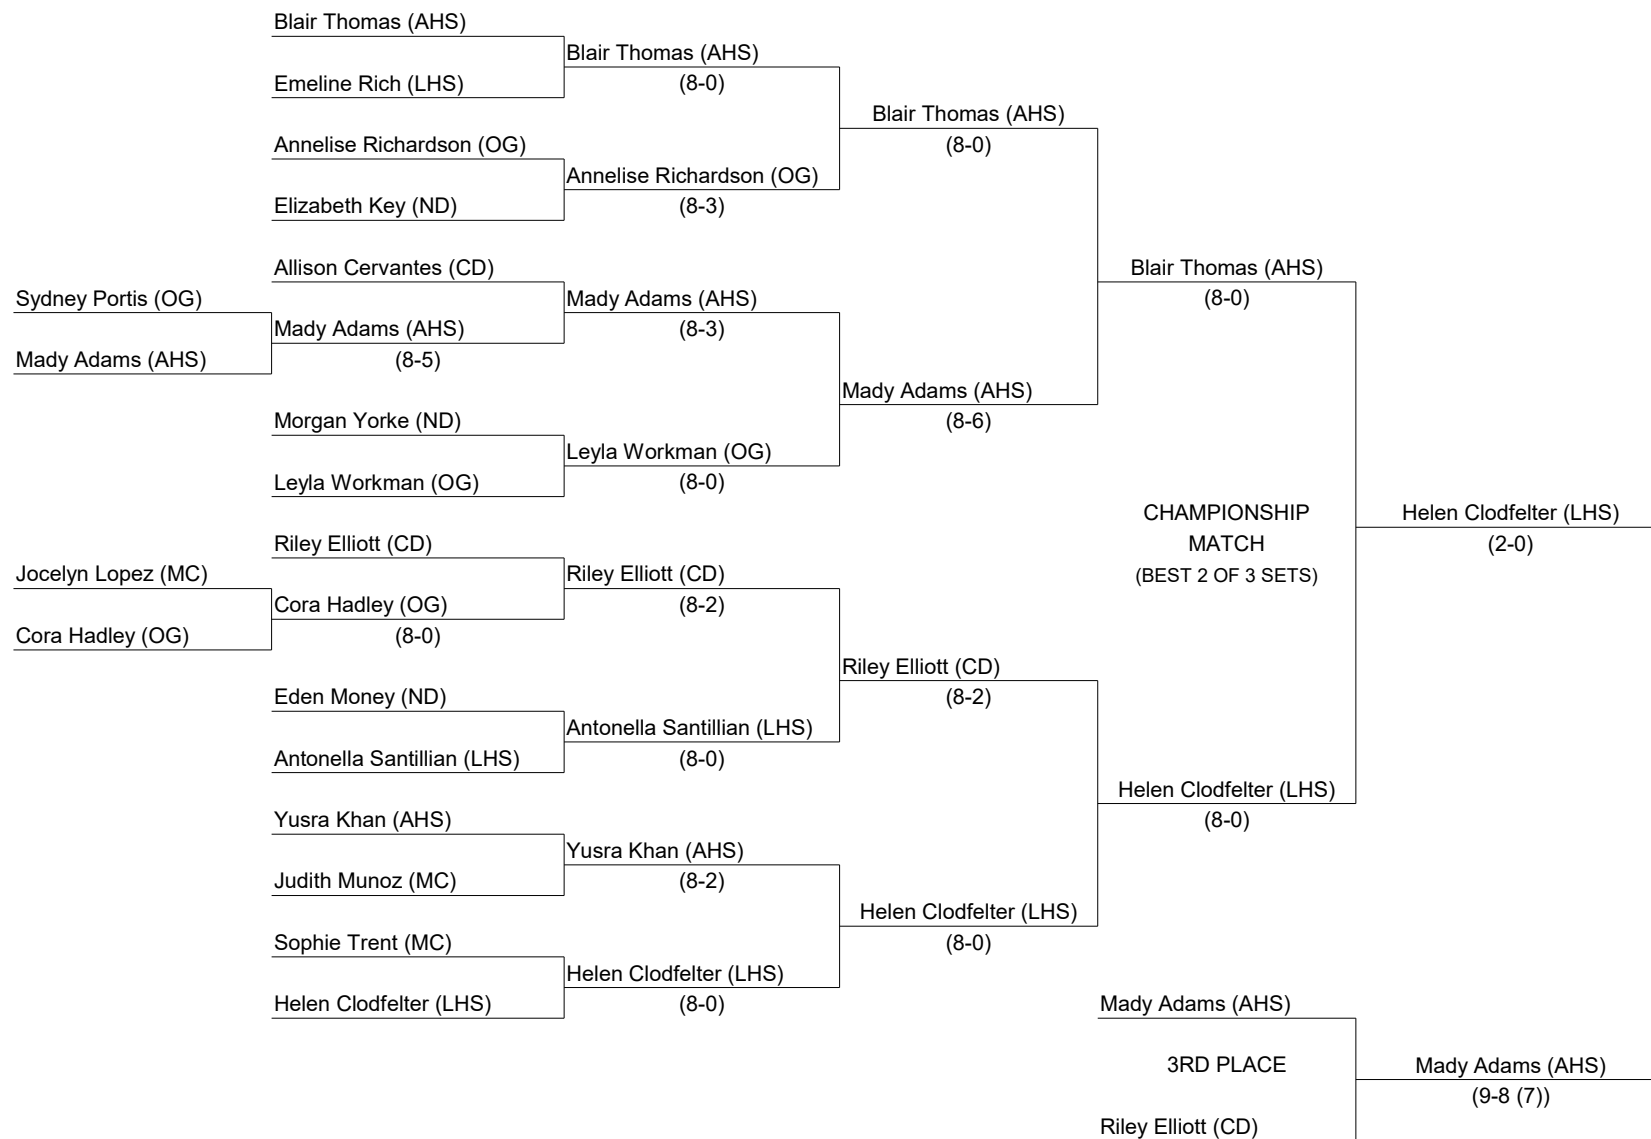 Blair Thomas (AHS)
Blair Thomas (AHS)
Emeline Rich (LHS)
(8-0)
Blair Thomas (AHS)
Annelise Richardson (OG)
(8-0)
Annelise Richardson (OG)
Elizabeth Key (ND)
(8-3)
Allison Cervantes (CD)
Blair Thomas (AHS)
Sydney Portis (OG)
Mady Adams (AHS)
(8-0)
Mady Adams (AHS)
(8-3)
Mady Adams (AHS)
(8-5)
Mady Adams (AHS)
Morgan Yorke (ND)
(8-6)
Leyla Workman (OG)
Leyla Workman (OG)
(8-0)
CHAMPIONSHIP
Helen Clodfelter (LHS)
Riley Elliott (CD)
MATCH
(2-0)
Jocelyn Lopez (MC)
Riley Elliott (CD)
(BEST 2 OF 3 SETS)
Cora Hadley (OG)
(8-2)
Cora Hadley (OG)
(8-0)
Riley Elliott (CD)
Eden Money (ND)
(8-2)
Antonella Santillian (LHS)
Antonella Santillian (LHS)
(8-0)
Helen Clodfelter (LHS)
Yusra Khan (AHS)
(8-0)
Yusra Khan (AHS)
Judith Munoz (MC)
(8-2)
Helen Clodfelter (LHS)
Sophie Trent (MC)
(8-0)
Helen Clodfelter (LHS)
Helen Clodfelter (LHS)
(8-0)
Mady Adams (AHS)
3RD PLACE
Mady Adams (AHS)
(9-8 (7))
Riley Elliott (CD)